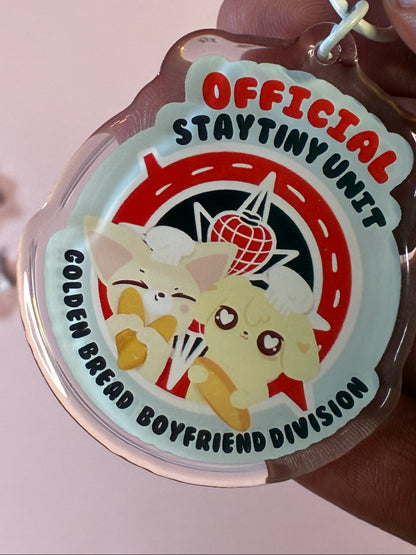 OFFICIAL
STAYTINY UNIT
GOLDEN BREAD BOYFRIEND DIVISION